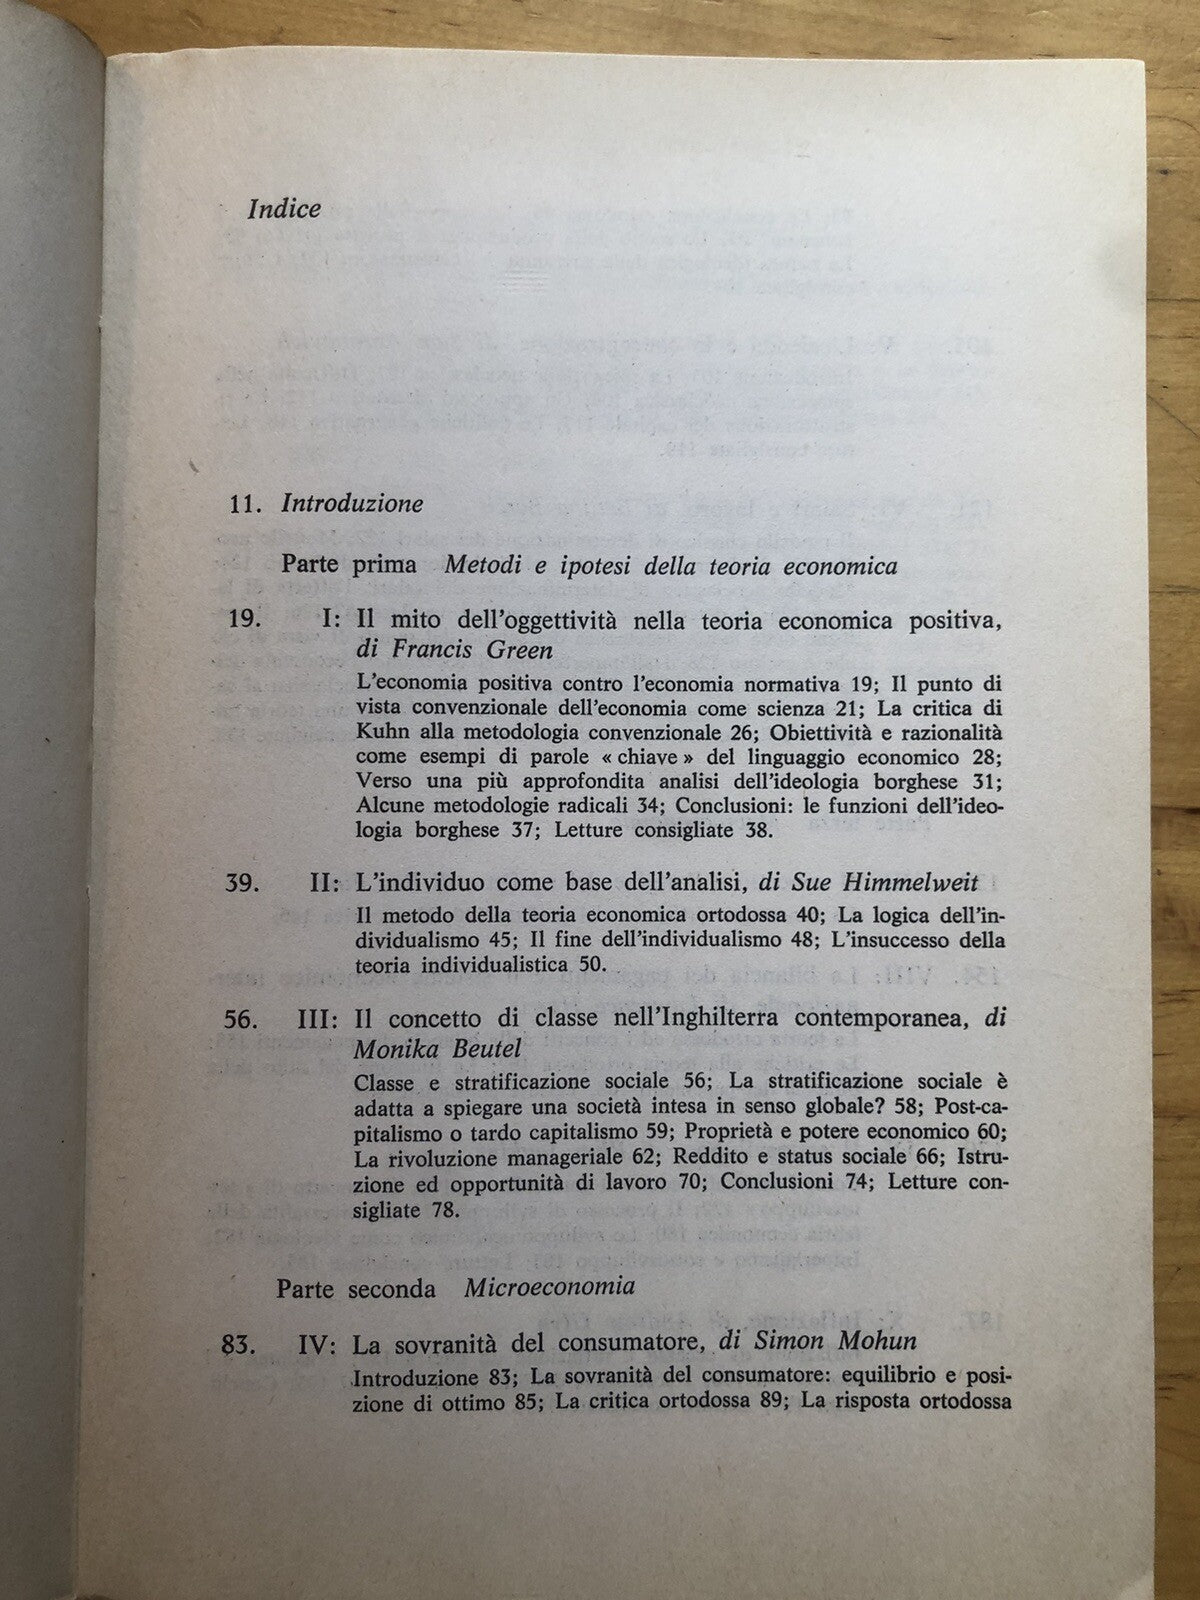 Indice
11. Introduzione
Parte prima Metodi e ipotesi della teoria economica
19. I: Il mito dell'oggettività nella teoria economica positiva,
di Francis Green
L'economia positiva contro l'economia normativa 19; Il punto di
vista convenzionale dell'economia come scienza 21; La critica di
Kuhn alla metodologia convenzionale 26; Obiettività e razionalità
come esempi di parole « chiave » del linguaggio economico 28;
Verso una più approfondita analisi dell'ideologia borghese 31;
Alcune metodologie radicali 34; Conclusioni: le funzioni dell'ideo-
logia borghese 37; Letture consigliate 38.
39. II: L'individuo come base dell'analisi, di Sue Himmelweit
Il metodo della teoria economica ortodossa 40; La logica dell'in-
dividualismo 45; Il fine dell'individualismo 48; L'insuccesso della
teoria individualistica 50.
56. III: Il concetto di classe nell'Inghilterra contemporanea, di
Monika Beutel
Classe e stratificazione sociale 56; La stratificazione sociale è
adatta a spiegare una società intesa in senso globale? 58; Post-ca-
pitalismo o tardo capitalismo 59; Proprietà e potere economico 60;
La rivoluzione manageriale 62; Reddito e status sociale 66; Istru-
zione ed opportunità di lavoro 70; Conclusioni 74; Letture con-
sigliate 78.
Parte seconda Microeconomia
83. IV: La sovranità del consumatore, di Simon Mohun
Introduzione 83; La sovranità del consumatore: equilibrio e posi-
zione di ottimo 85; La critica ortodossa 89; La risposta ortodossa